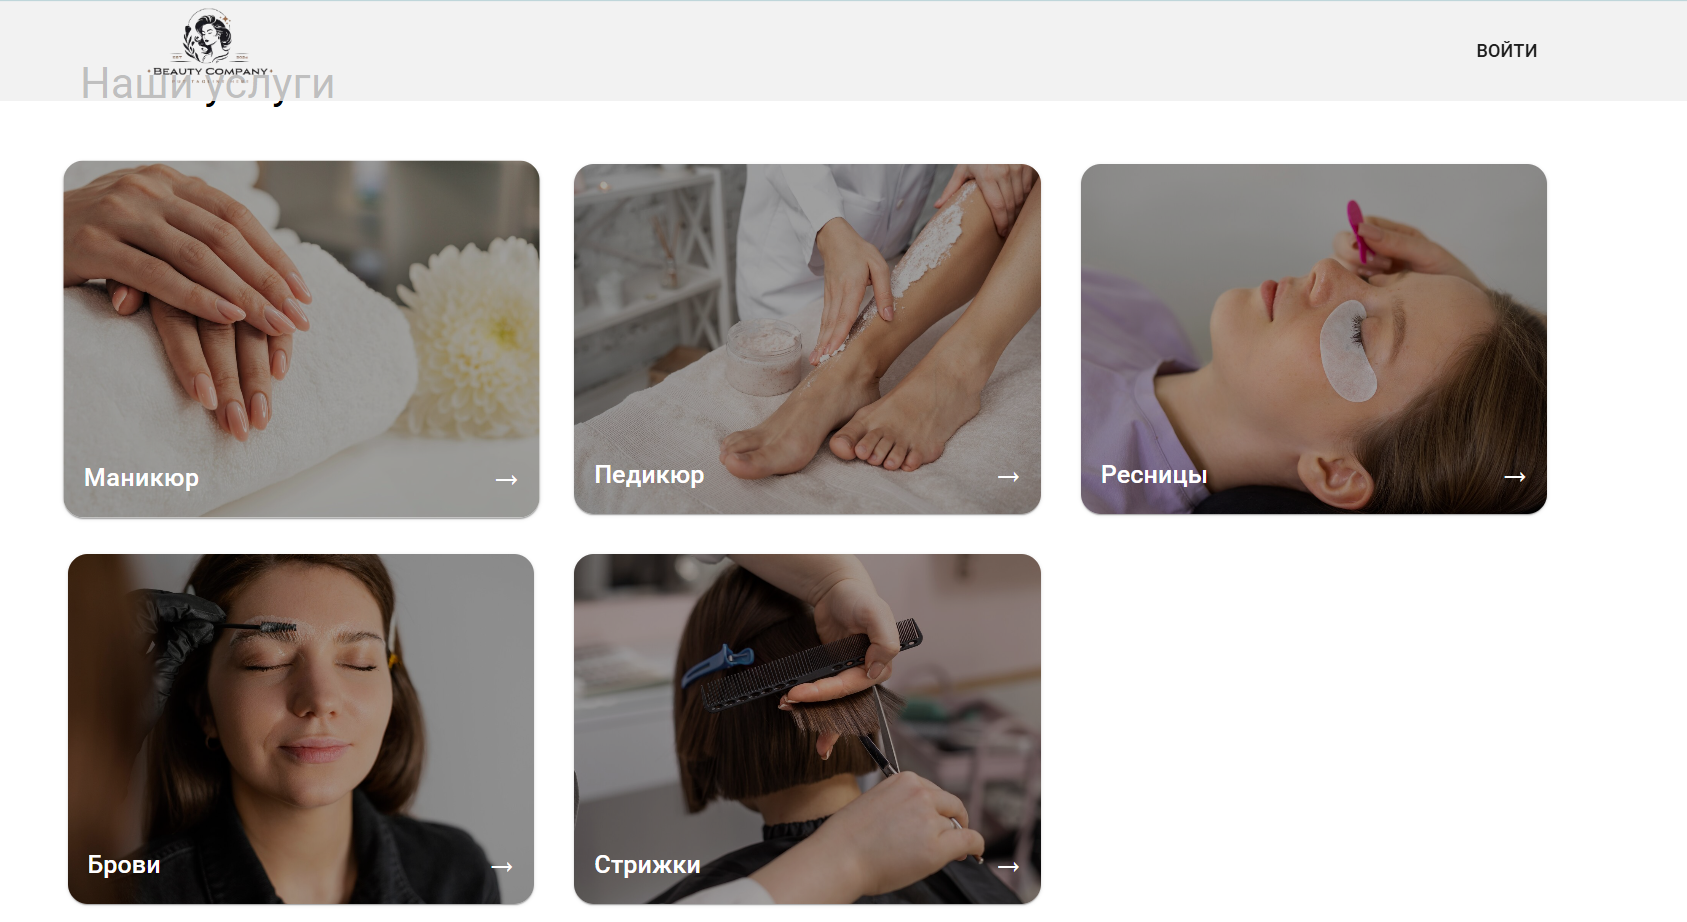 ВОЙТИ
BEAUTY COMPANY
Наши услуги
Маникюр
Педикюр
Ресницы
Брови
Стрижки